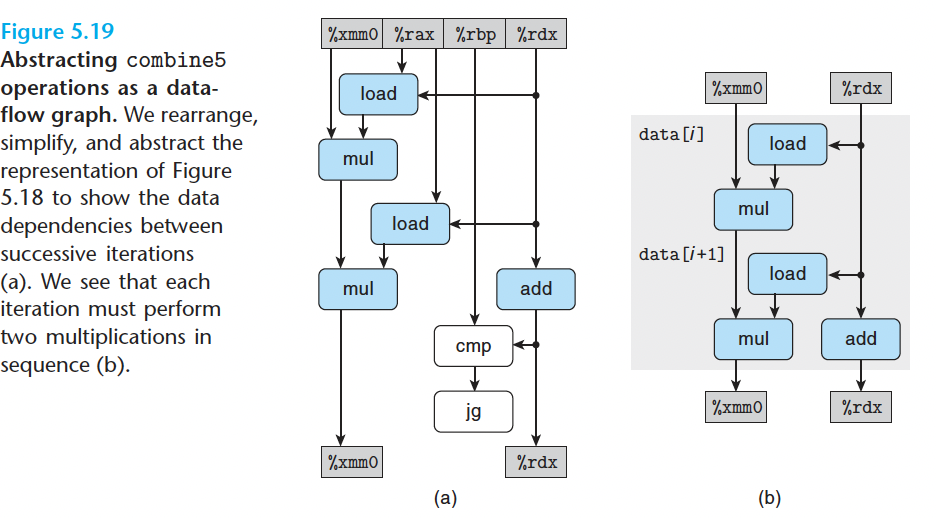 Figure 5.19
Abstracting combine5
operations as a data-
flow graph. We rearrange,
simplify, and abstract the
representation of Figure
5.18 to show the data
dependencies between
successive iterations
(a). We see that each
iteration must perform
two multiplications in
sequence (b).
%xmm0 %rax %rbp %rdx
load
mul
load
mul add
cmp
jg
%xmm0 %rdx
(a)
%xmm0 %rdx
data[i] load
mul
data[i+1]
load
mul add
%xmm0 %rdx
(b)